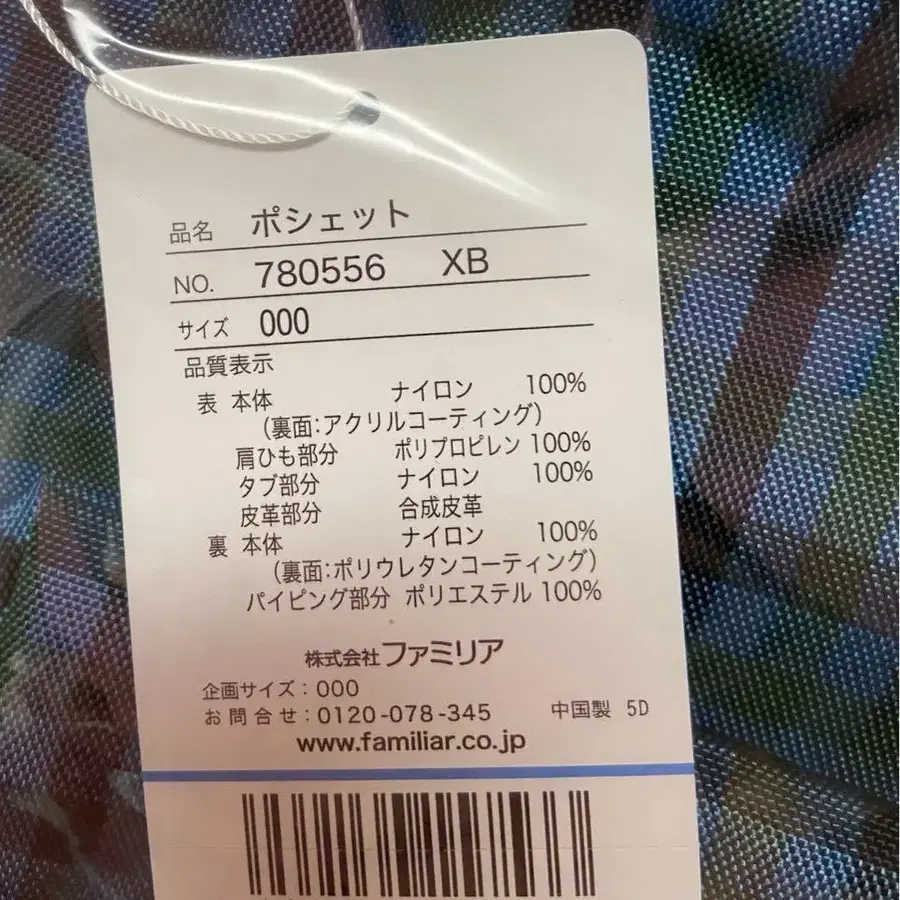 品名 ポシェット
NO. 780556 XB
サイズ 000
品質表示
表 本体 ナイロン 100%
(裏面:アクリルコーティング)
肩ひも部分 ポリプロピレン 100%
タブ部分 ナイロン 100%
皮革部分 合成皮革
裏 本体 ナイロン 100%
(裏面:ポリウレタンコーティング)
パイピング部分 ポリエステル 100%
株式会社ファミリア
企画サイズ:000
お問合せ:0120-078-345 中国製 5D
www.familiar.co.jp